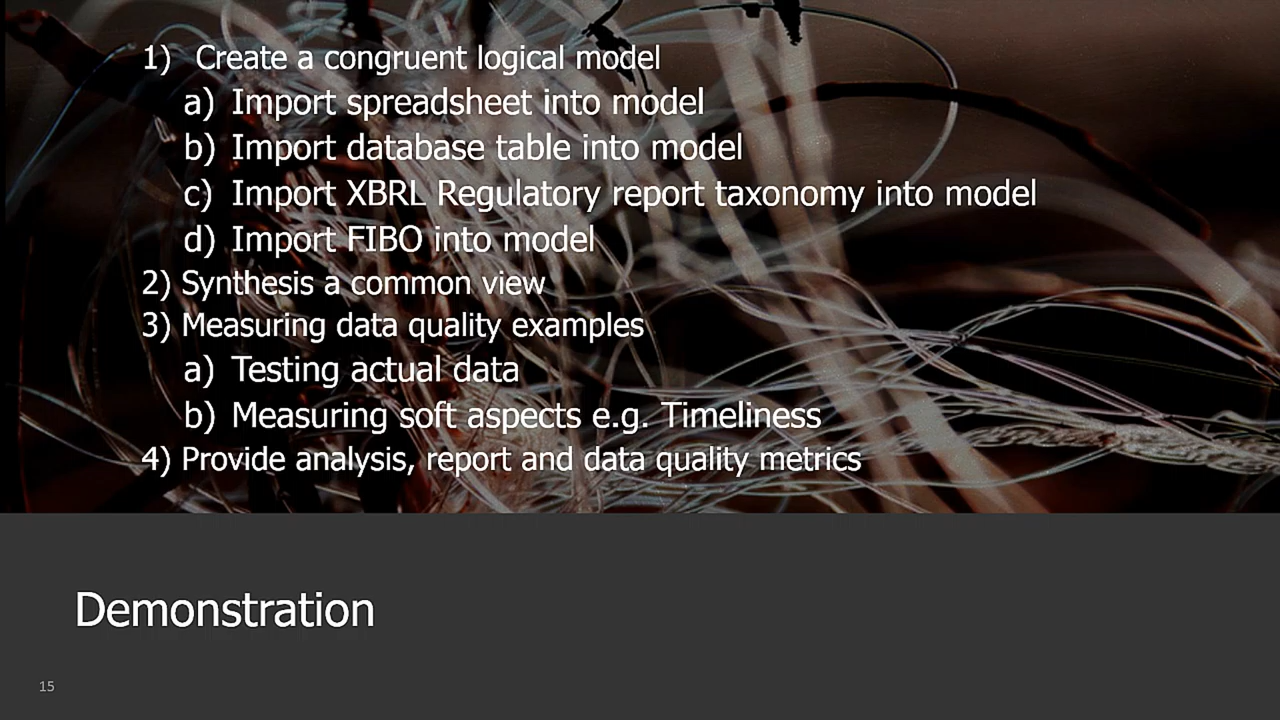 1) Create a congruent logical model
a) Import spreadsheet into model
b) Import database table into model
c) Import XBRL Regulatory report taxonomy into model
d) Import FIBO into model
2) Synthesis a common view
3) Measuring data quality examples
a) Testing actual data
b) Measuring soft aspects e.g. Timeliness
4) Provide analysis, report and data quality metrics
Demonstration
15